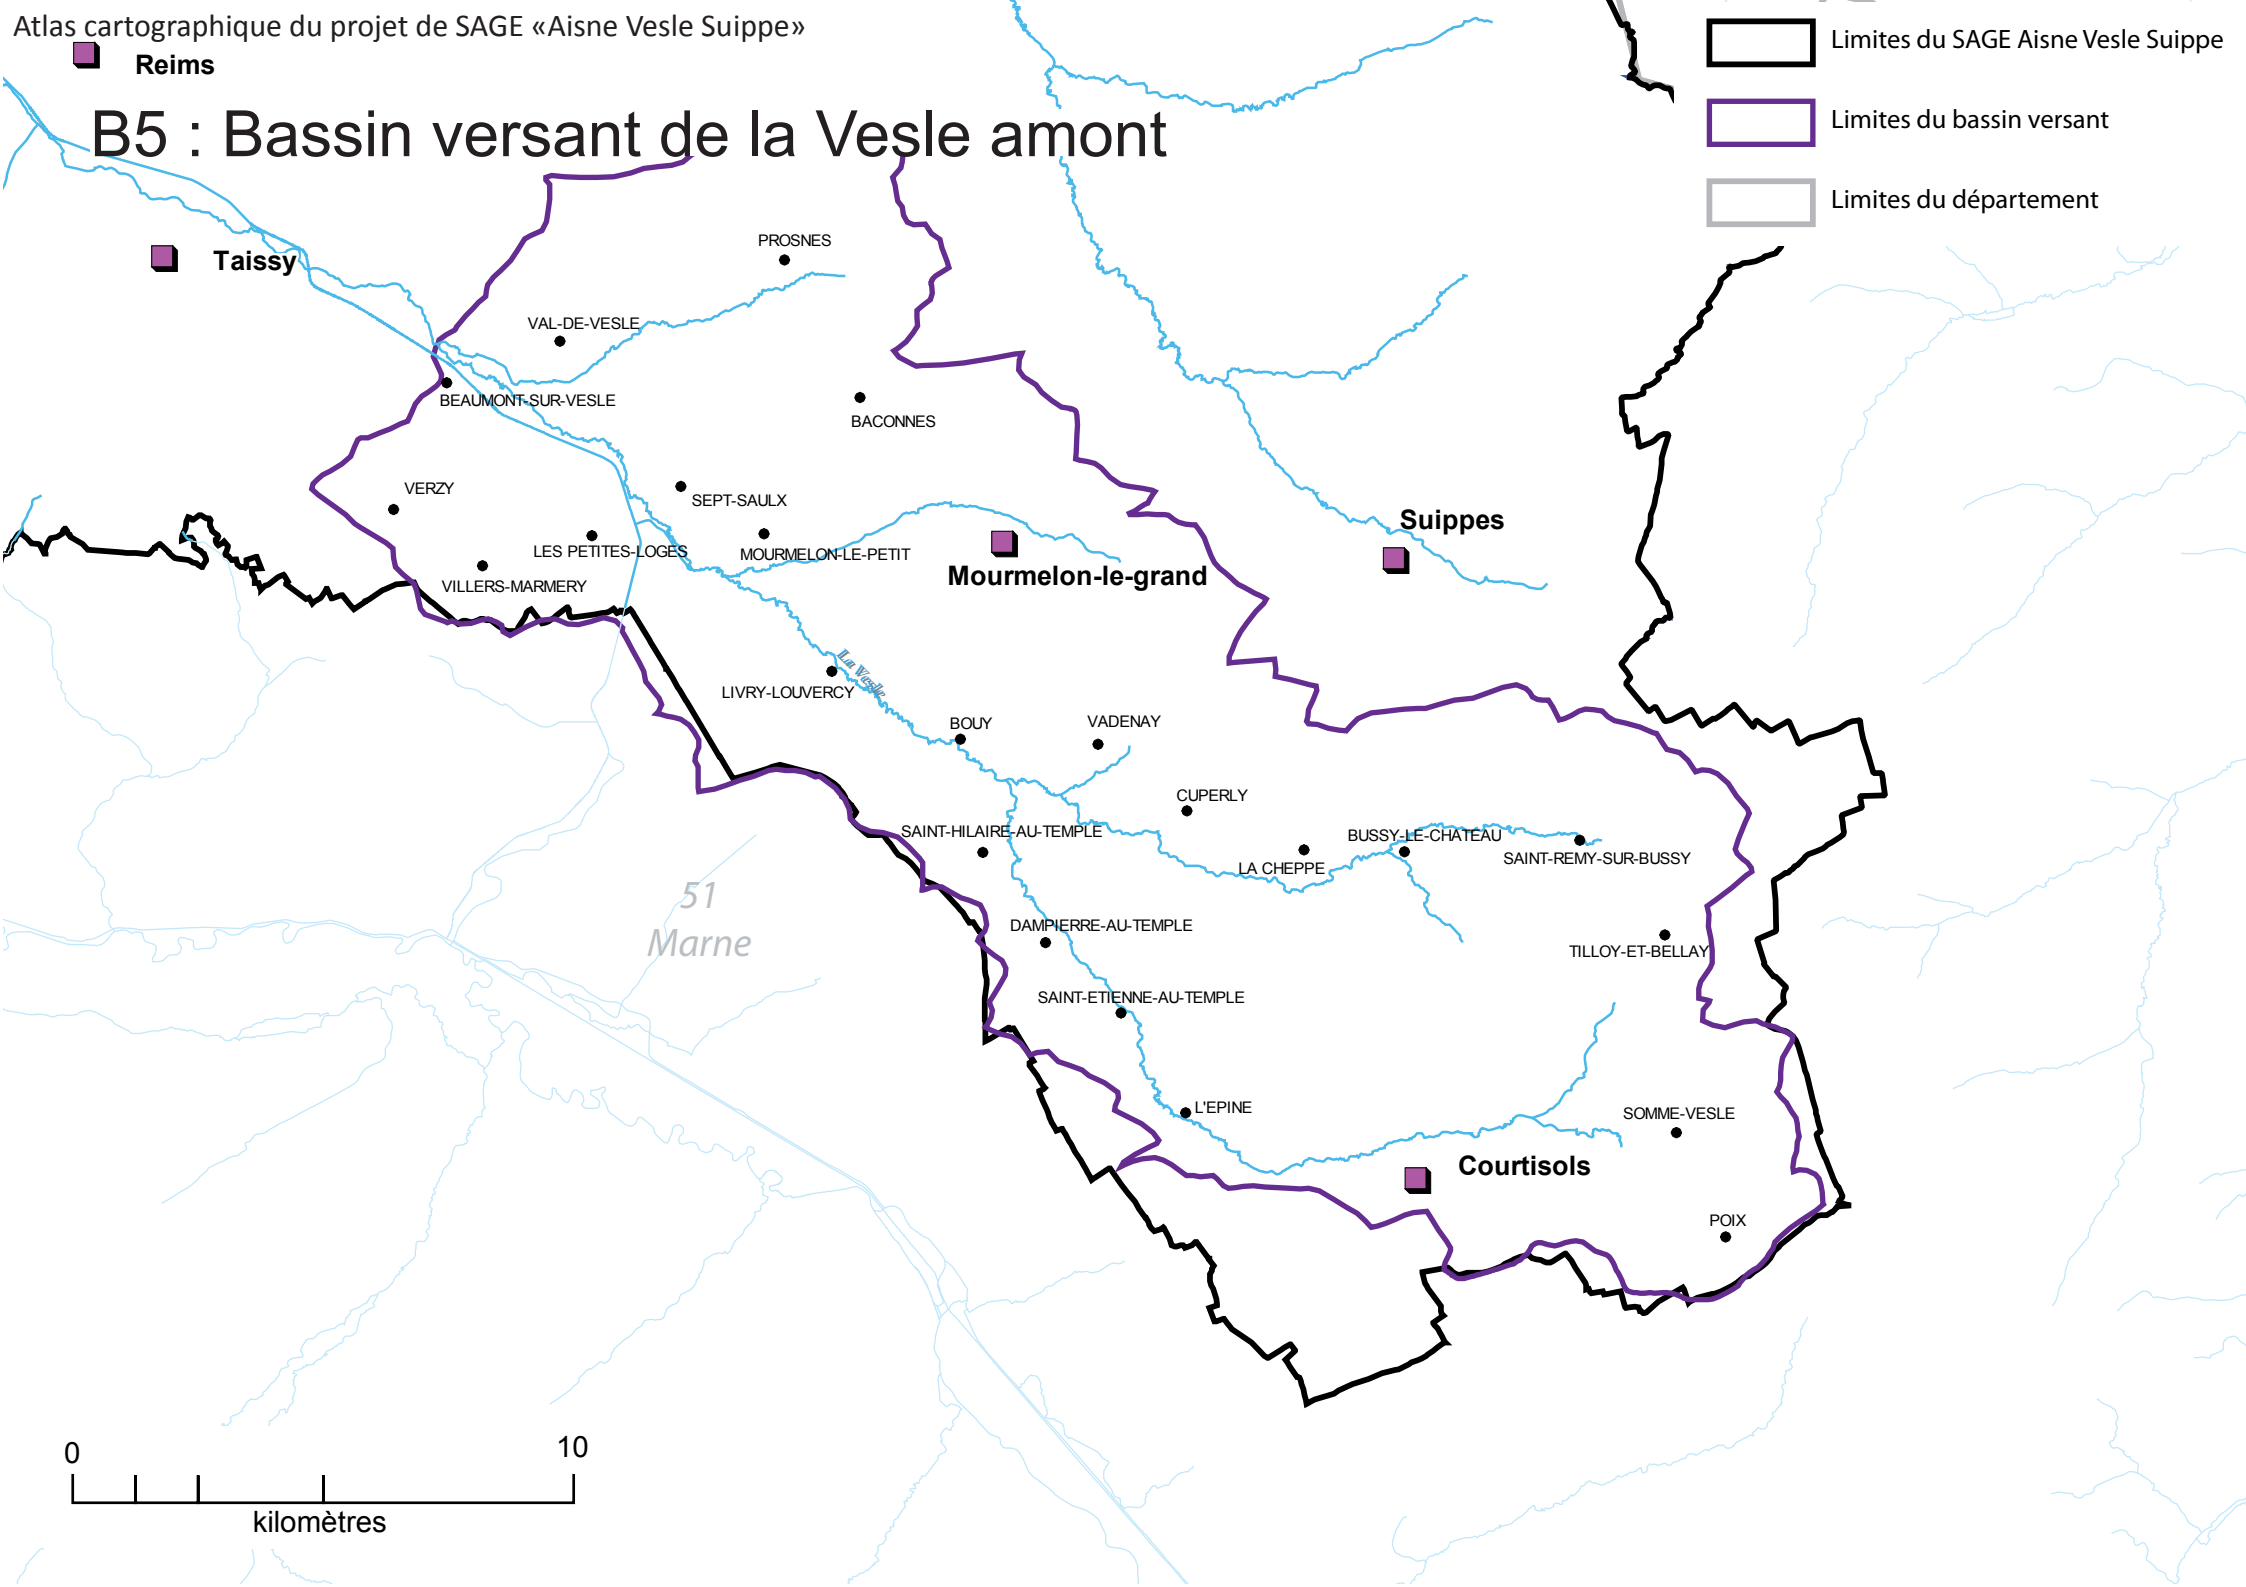 Atlas cartographique du projet de SAGE «Aisne Vesle Suippe»
Limites du SAGE Aisne Vesle Suippe
Reims
B5 : Bassin versant de la Vesle amont
Limites du bassin versant
Limites du département
PROSNES
Taissy
VAL-DE-VESLE
BEAUMONT-SUR-VESLE
BACONNES
VERZY
SEPT-SAULX
Suippes
LES PETITES-LOGES
MOURMELON-LE-PETIT
Mourmelon-le-grand
VILLERS-MARMERY
La Vesle
LIVRY-LOUVERCY
BOUY
VADENAY
CUPERLY
SAINT-HILAIRE-AU-TEMPLE
BUSSY-LE-CHATEAU
SAINT-REMY-SUR-BUSSY
LA CHEPPE
51
Marne
DAMPIERRE-AU-TEMPLE
TILLOY-ET-BELLAY
SAINT-ETIENNE-AU-TEMPLE
L'EPINE
SOMME-VESLE
Courtisols
POIX
0 10
kilomètres